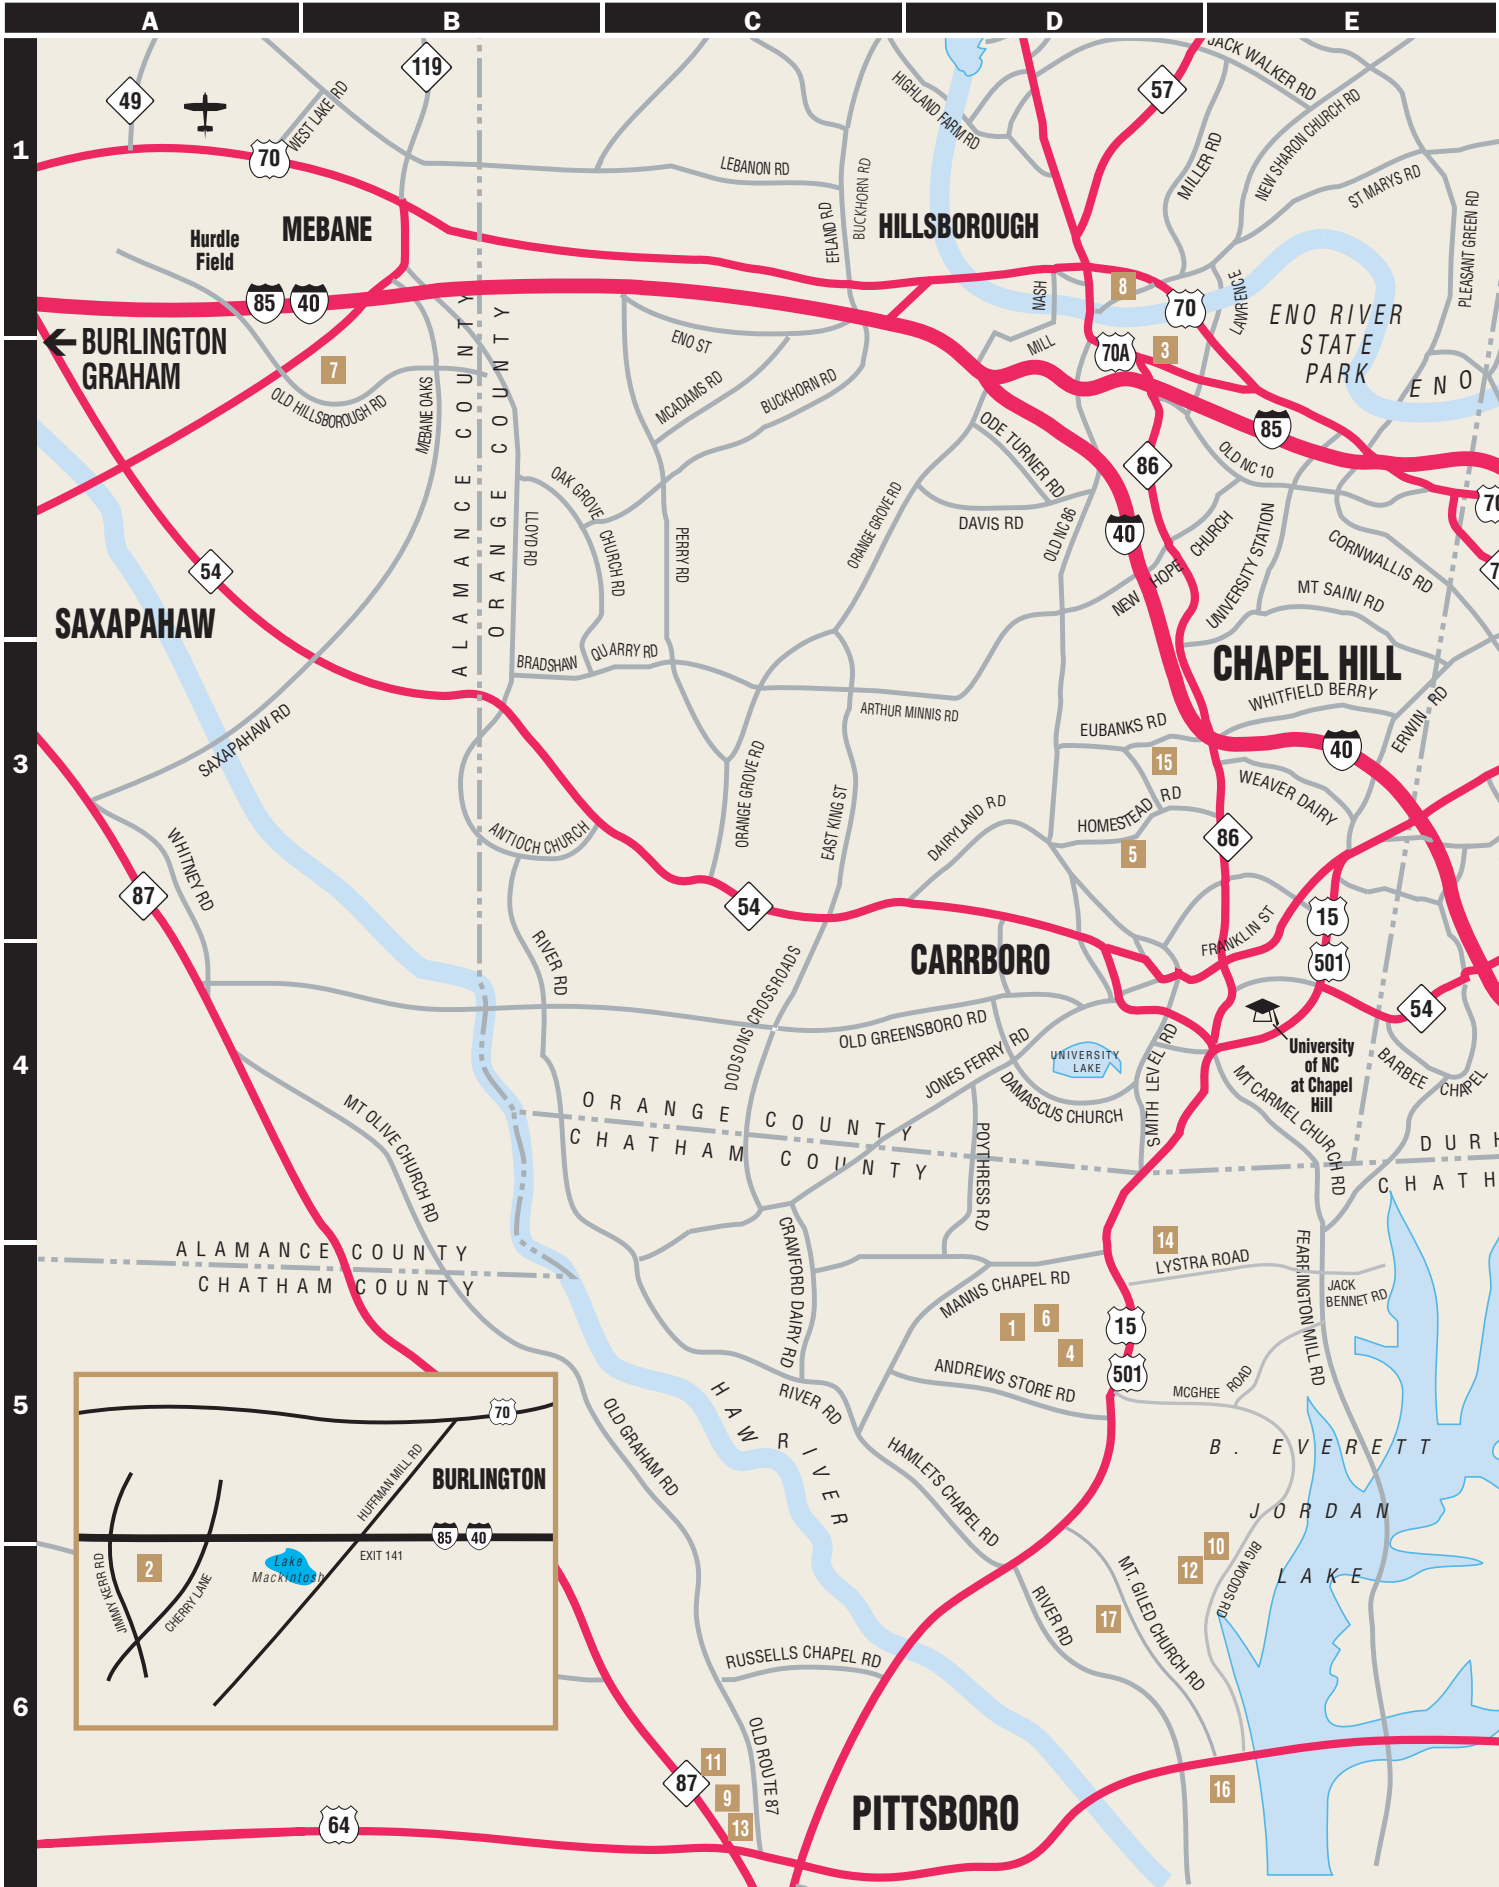 A
B
C
D
E
1
3
4
5
6
49
119
57
70
WEST LAKE RD
LEBANON RD
EFLAND RD
BUCKHORN RD
HIGHLAND FARM RD
JACK WALKER RD
MILLER RD
NEW SHARON CHURCH RD
ST MARYS RD
PLEASANT GREEN RD
MEBANE
Hurdle
Field
HILLSBOROUGH
85
40
8
NASH
70
LAWRENCE
ENO RIVER
STATE
PARK
ENO
BURLINGTON
GRAHAM
7
OLD HILLSBOROUGH RD
MEBANE OAKS
ALAMANCE COUNTY
ORANGE COUNTY
ENO ST
MCADAMS RD
BUCKHORN RD
MILL
70A
3
85
86
ODE TURNER RD
OLD NC 10
70
OAK GROVE
CHURCH RD
LLOYD RD
PERRY RD
ORANGE GROVE RD
DAVIS RD
OLD NC 86
40
NEW HOPE CHURCH
UNIVERSITY STATION
CORNWALLIS RD
MT SAINI RD
7
54
SAXAPAHAW
BRADSHAW
QUARRY RD
ARTHUR MINNIS RD
CHAPEL HILL
WHITFIELD BERRY
ERWIN RD
EUBANKS RD
15
40
SAXAPAHAW RD
ORANGE GROVE RD
EAST KING ST
DAIRYLAND RD
HOMESTEAD RD
5
WEAVER DAIRY
86
ANTIOCH CHURCH
WHITNEY RD
87
54
15
501
FRANKLIN ST
CARRBORO
RIVER RD
DODSONS CROSSROADS
OLD GREENSBORO RD
JONES FERRY RD
UNIVERSITY
LAKE
DAMASCUS CHURCH
SMITH LEVEL RD
54
University
of NC
at Chapel
Hill
BARBEE CHAPEL
MT CARMEL CHURCH RD
MT OLIVE CHURCH RD
ORANGE COUNTY
CHATHAM COUNTY
POYTHRESS RD
DURH
CHATH
ALAMANCE COUNTY
CHATHAM COUNTY
CRAWFORD DAIRY RD
14
LYSTRA ROAD
FEARRINGTON MILL RD
JACK
BENNET RD
MANNS CHAPEL RD
1
6
4
15
501
ANDREWS STORE RD
MCGHEE ROAD
HAW RIVER
RIVER RD
OLD GRAHAM RD
HAMLETS CHAPEL RD
B. EVERETT
JORDAN
LAKE
70
HUFFMAN MILL RD
BURLINGTON
85
40
EXIT 141
2
Lake
Mackintosh
JIMMY KERR RD
CHERRY LANE
10
12
BIG WOODS RD
17
MT. GILED CHURCH RD
RIVER RD
RUSSELLS CHAPEL RD
OLD ROUTE 87
11
87
9
13
16
PITTSBORO
64